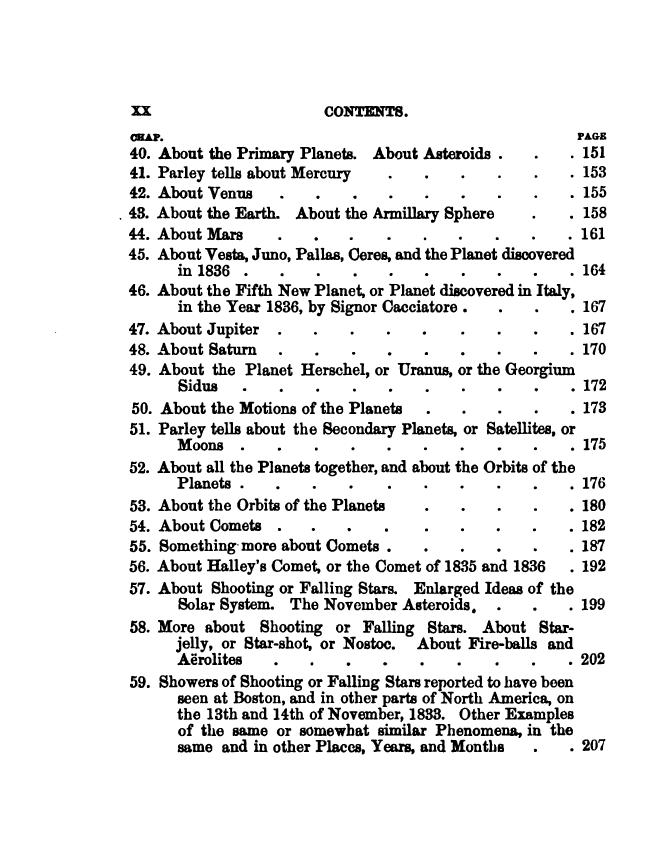 XX CONTENTS.
CHAP. PAGE
40. About the Primary Planets. About Asteroids . . . 151
41. Parley tells about Mercury . . . . . . 153
42. About Venus . . . . . . . . . 155
43. About the Earth. About the Armillary Sphere . . 158
44. About Mars . . . . . . . . . 161
45. About Vesta, Juno, Pallas, Ceres, and the Planet discovered
in 1836 . . . . . . . . . . 164
46. About the Fifth New Planet, or Planet discovered in Italy,
in the Year 1836, by Signor Cacciatore . . . . 167
47. About Jupiter . . . . . . . . . 167
48. About Saturn . . . . . . . . . 170
49. About the Planet Herschel, or Uranus, or the Georgium
Sidus . . . . . . . . . . 172
50. About the Motions of the Planets . . . . . 173
51. Parley tells about the Secondary Planets, or Satellites, or
Moons . . . . . . . . . . 175
52. About all the Planets together, and about the Orbits of the
Planets . . . . . . . . . . 176
53. About the Orbits of the Planets . . . . . 180
54. About Comets . . . . . . . . . 182
55. Something more about Comets . . . . . . 187
56. About Halley's Comet, or the Comet of 1835 and 1836 . 192
57. About Shooting or Falling Stars. Enlarged Ideas of the
Solar System. The November Asteroids, . . . 199
58. More about Shooting or Falling Stars. About Star-
jelly, or Star-shot, or Nostoc. About Fire-balls and
Aërolites . . . . . . . . . 202
59. Showers of Shooting or Falling Stars reported to have been
seen at Boston, and in other parts of North America, on
the 13th and 14th of November, 1833. Other Examples
of the same or somewhat similar Phenomena, in the
same and in other Places, Years, and Months . . 207